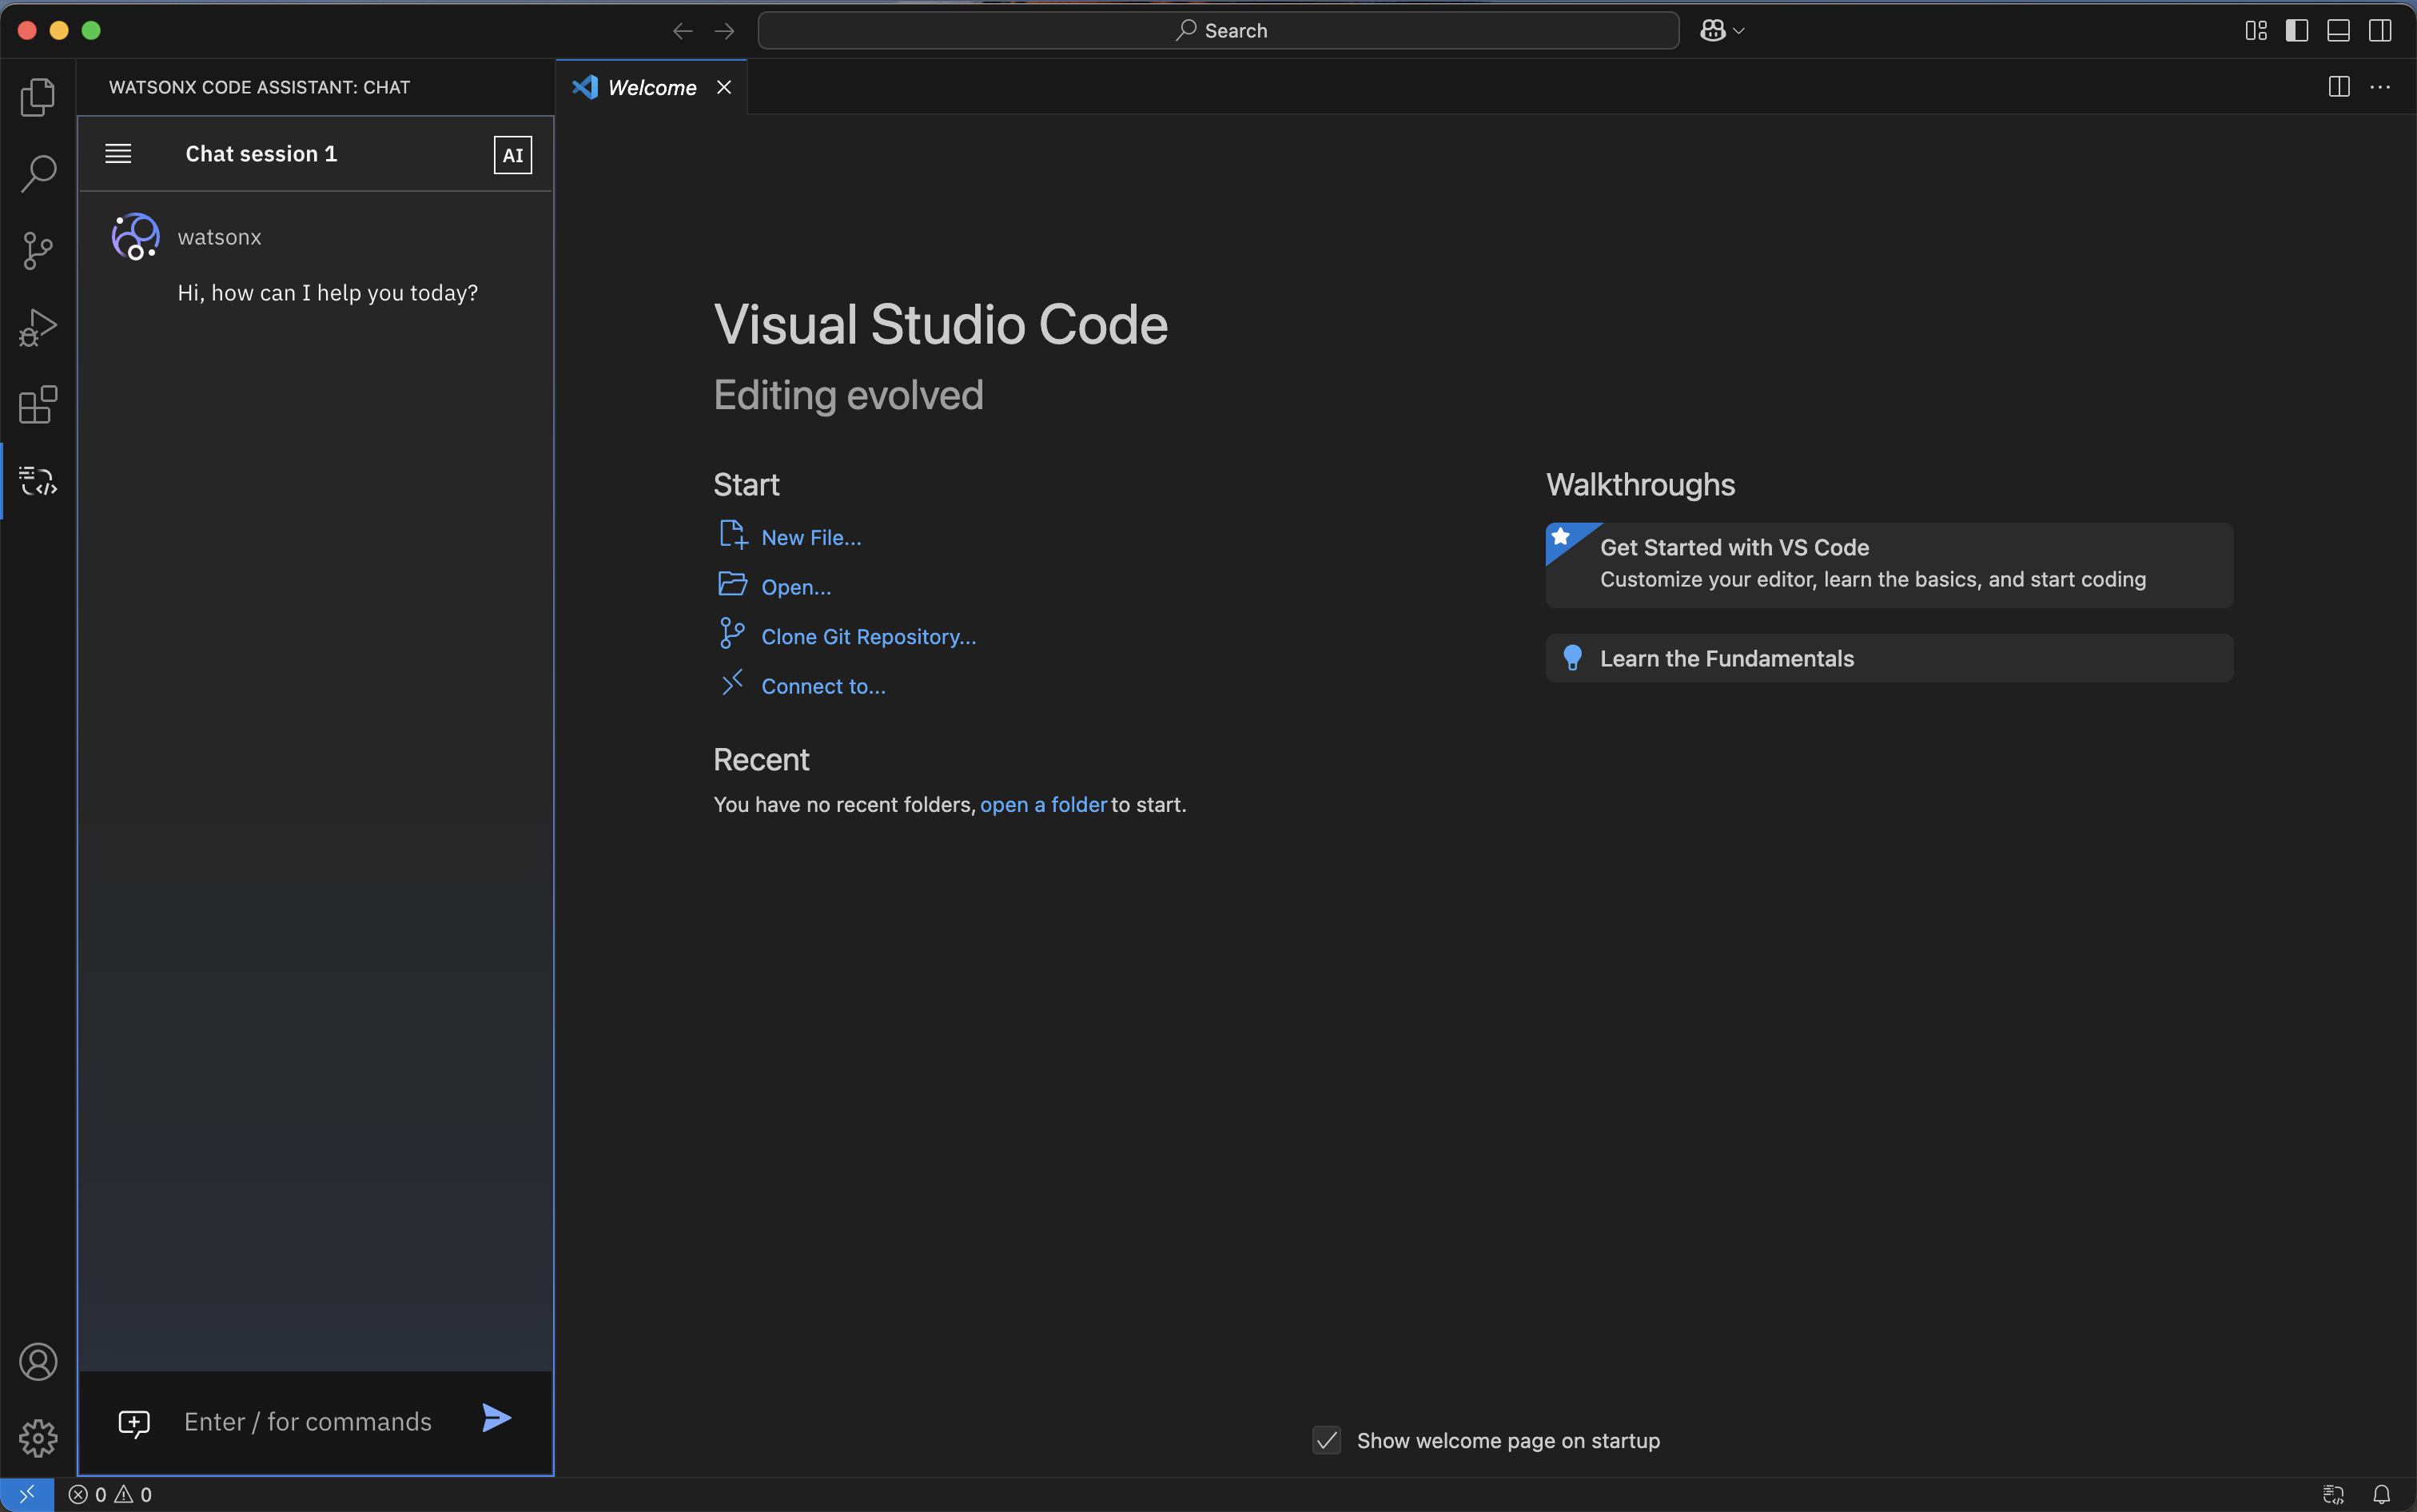 Search
WATSONX CODE ASSISTANT: CHAT
Welcome
Chat session 1
AI
watsonx
Hi, how can I help you today?
Visual Studio Code
Editing evolved
Start
New File...
Open...
Clone Git Repository...
Connect to...
Recent
You have no recent folders, open a folder to start.
Walkthroughs
Get Started with VS Code
Customize your editor, learn the basics, and start coding
Learn the Fundamentals
Enter / for commands
Show welcome page on startup
0 0